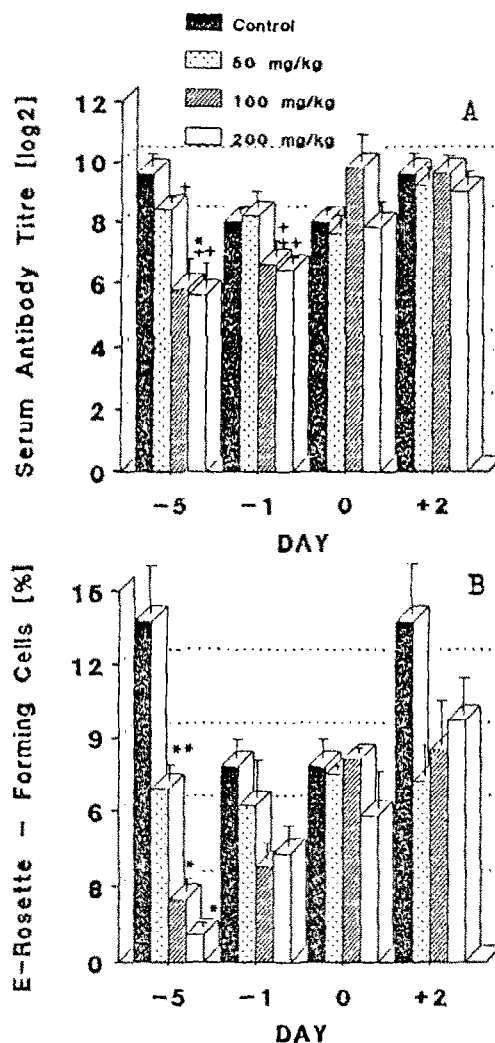 Control
50 mg/kg
100 mg/kg
200 mg/kg
A
Serum Antibody Titre [log2]
12
10
8
6
4
2
0
+
*
++
+
++
+
-5 -1 0 +2
DAY
B
E-Rosette - Forming Cells [%]
15
12
9
6
3
0
**
*
*
-5 -1 0 +2
DAY